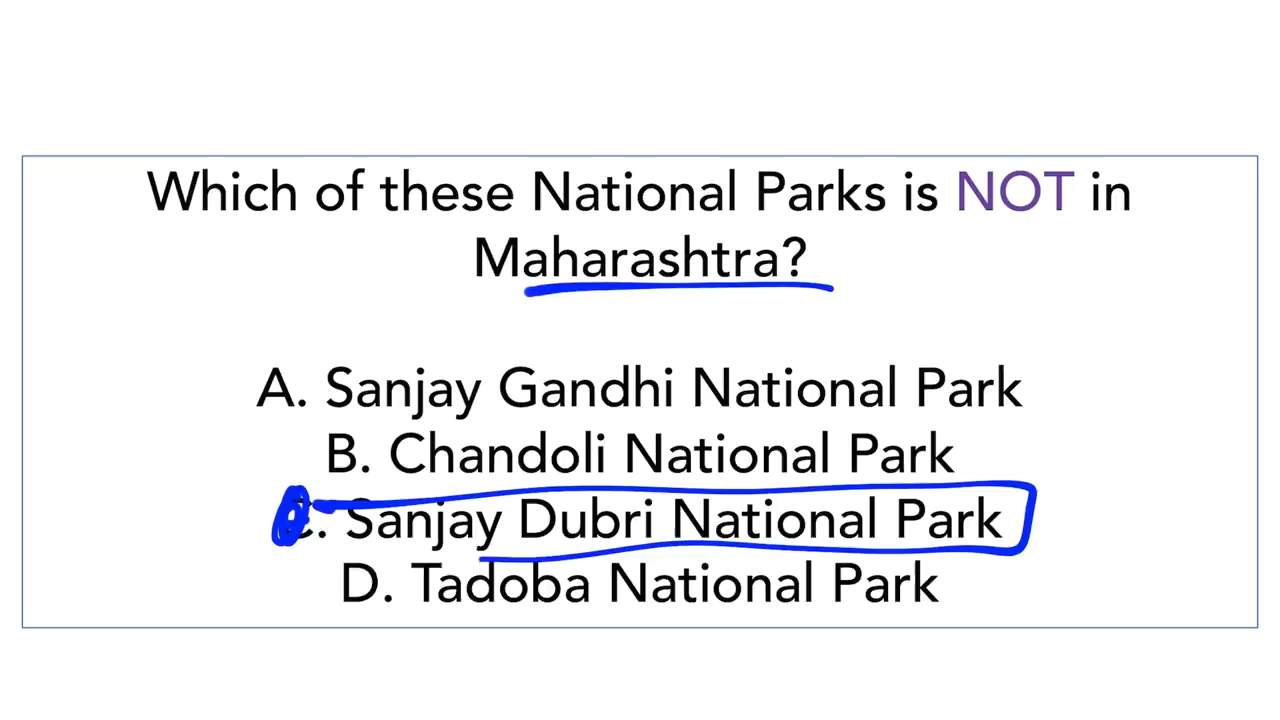 Which of these National Parks is NOT in
Maharashtra?
A. Sanjay Gandhi National Park
B. Chandoli National Park
C. Sanjay Dubri National Park
D. Tadoba National Park